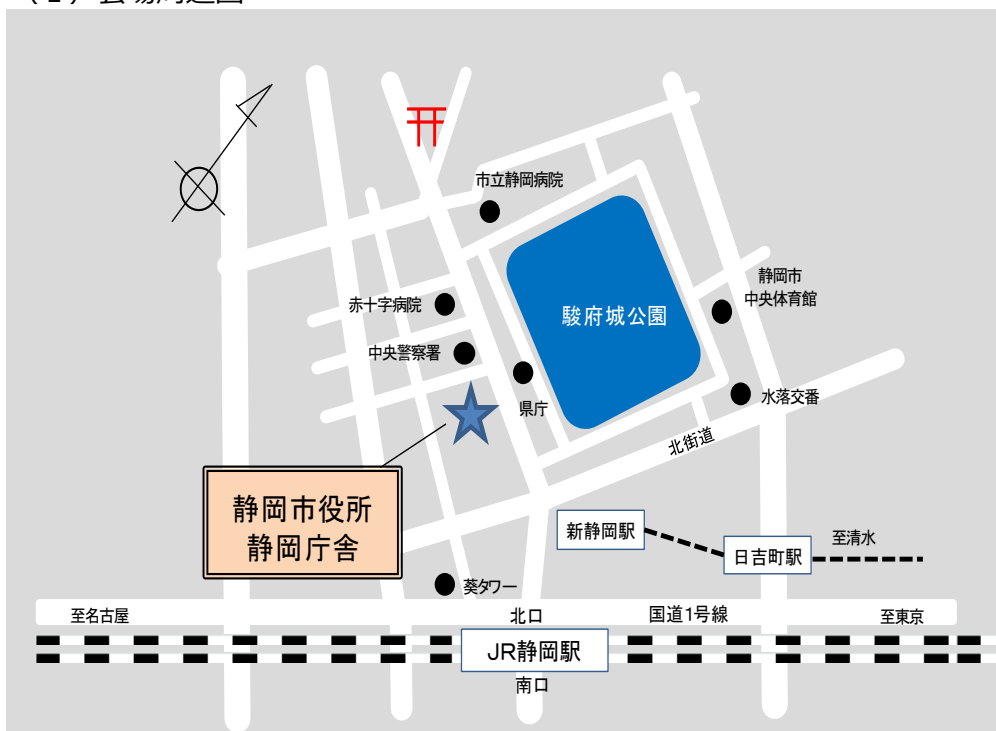 市立静岡病院
静岡市
中央体育館
赤十字病院
駿府城公園
中央警察署
県庁
水落交番
北街道
静岡市役所
静岡庁舎
新静岡駅
至清水
日吉町駅
葵タワー
至名古屋
北口
国道1号線
至東京
JR静岡駅
南口